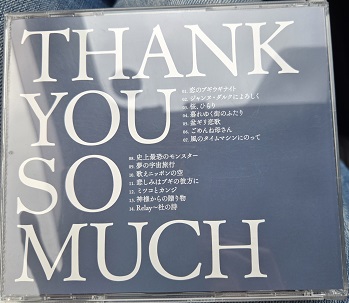 THANK
YOU
01. 恋のブギウギナイト
02. ジャンヌ・ダルクによろしく
03. 桜、ひらり
04. 暮れゆく街のふたり
05. 盆ギリ恋歌
06. ごめんね母さん
07. 風のタイムマシンにのって
08. 史上最恐のモンスター
09. 夢の宇宙旅行
10. 歌えニッポンの空
11. 悲しみはブギの彼方に
12. ミツコとカンジ
13. 神様からの贈り物
14. Relay〜杜の詩
SO
MUCH